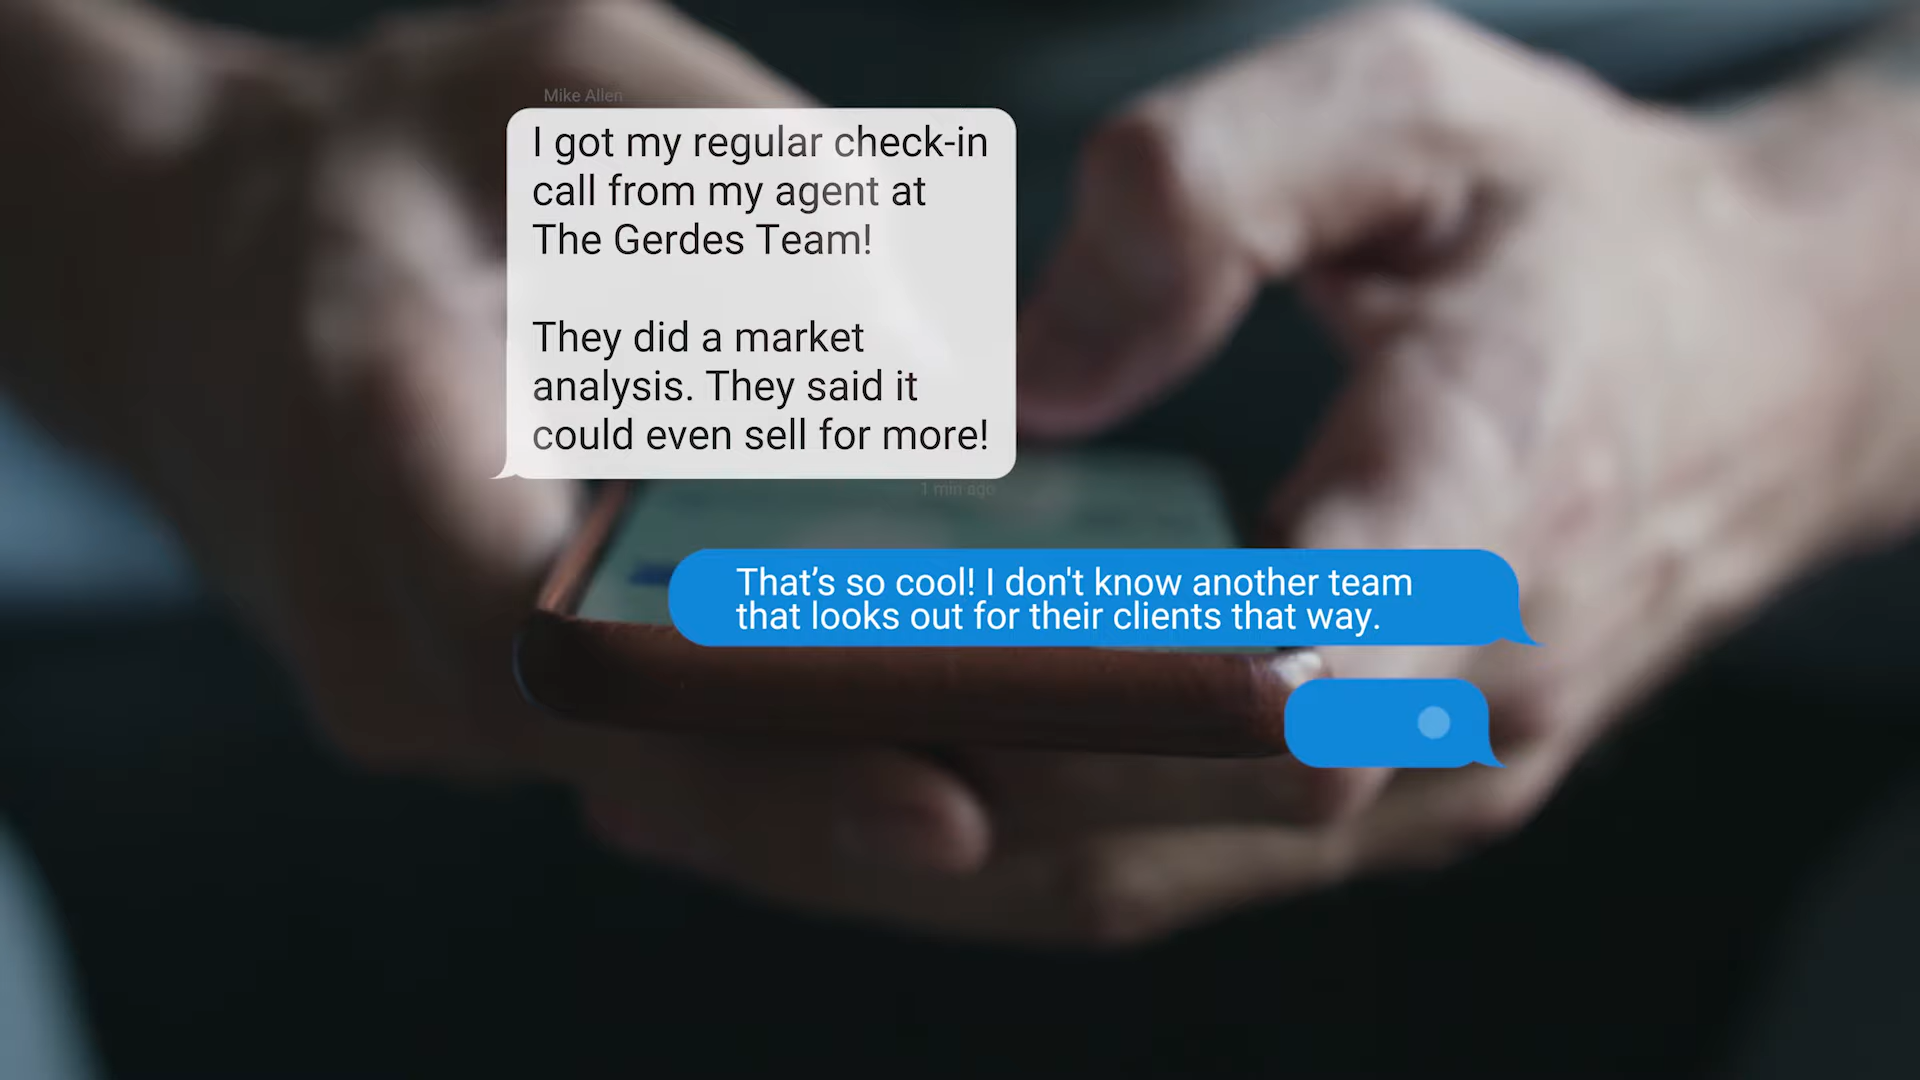 Mike Allen
I got my regular check-in
call from my agent at
The Gerdes Team!
They did a market
analysis. They said it
could even sell for more!
1 min ago
That’s so cool! I don't know another team
that looks out for their clients that way.